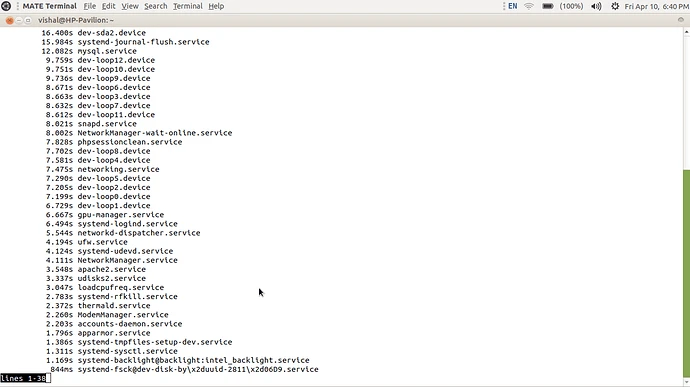 MATE Terminal File Edit View Search Terminal Help EN (100%) Fri Apr 10, 6:40 PM
vishal@HP-Pavilion: ~
16.400s dev-sda2.device
15.984s systemd-journal-flush.service
12.082s mysql.service
9.759s dev-loop12.device
9.751s dev-loop10.device
9.736s dev-loop9.device
8.671s dev-loop6.device
8.663s dev-loop3.device
8.632s dev-loop7.device
8.612s dev-loop11.device
8.021s snapd.service
8.002s NetworkManager-wait-online.service
7.828s phpsessionclean.service
7.702s dev-loop8.device
7.581s dev-loop4.device
7.475s networking.service
7.290s dev-loop5.device
7.205s dev-loop2.device
7.199s dev-loop0.device
6.729s dev-loop1.device
6.667s gpu-manager.service
6.494s systemd-logind.service
5.544s networkd-dispatcher.service
4.194s ufw.service
4.124s systemd-udevd.service
4.111s NetworkManager.service
3.548s apache2.service
3.337s udisks2.service
3.047s loadcpufreq.service
2.783s systemd-rfkill.service
2.372s thermald.service
2.260s ModemManager.service
2.203s accounts-daemon.service
1.796s apparmor.service
1.386s systemd-tmpfiles-setup-dev.service
1.311s systemd-sysctl.service
1.169s systemd-backlight@backlight:intel_backlight.service
844ms systemd-fsck@dev-disk-by\x2duuid-2811\x2d06D9.service
lines 1-38